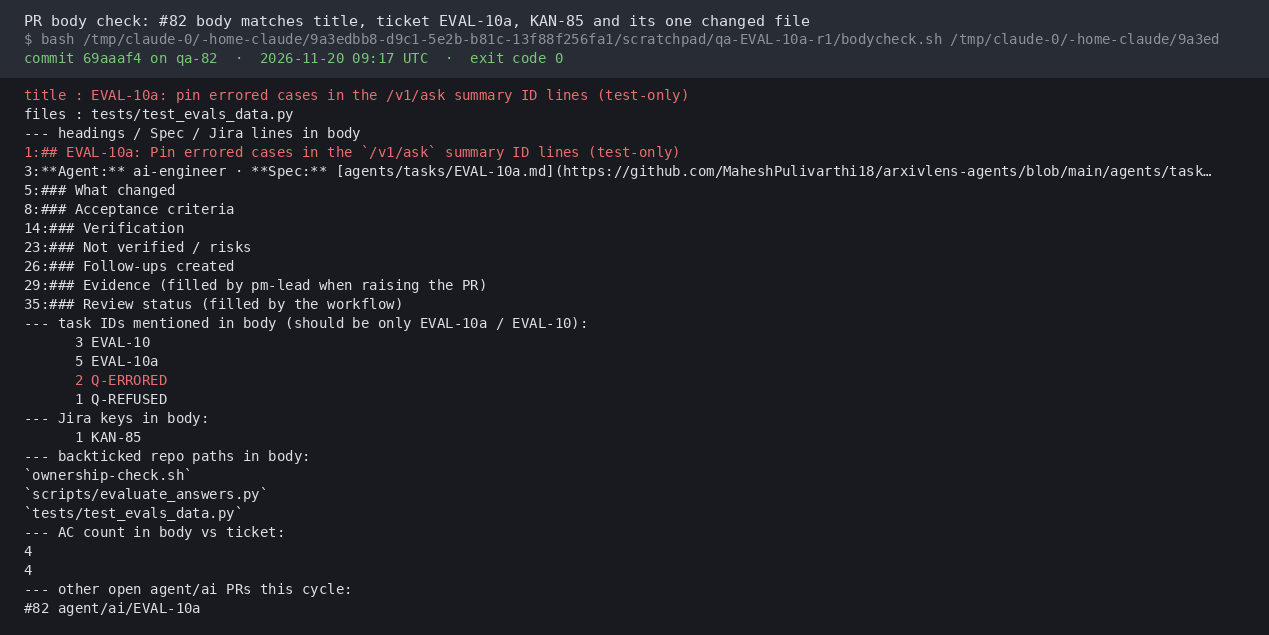 PR body check: #82 body matches title, ticket EVAL-10a, KAN-85 and its one changed file
$ bash /tmp/claude-0/-home-claude/9a3edbb8-d9c1-5e2b-b81c-13f88f256fa1/scratchpad/qa-EVAL-10a-r1/bodycheck.sh /tmp/claude-0/-home-claude/9a3ed
commit 69aaaf4 on qa-82 · 2026-11-20 09:17 UTC · exit code 0
title : EVAL-10a: pin errored cases in the /v1/ask summary ID lines (test-only)
files : tests/test_evals_data.py
--- headings / Spec / Jira lines in body
1:## EVAL-10a: Pin errored cases in the `/v1/ask` summary ID lines (test-only)
3:**Agent:** ai-engineer · **Spec:** [agents/tasks/EVAL-10a.md](https://github.com/MaheshPulivarthi18/arxivlens-agents/blob/main/agents/task…
5:### What changed
8:### Acceptance criteria
14:### Verification
23:### Not verified / risks
26:### Follow-ups created
29:### Evidence (filled by pm-lead when raising the PR)
35:### Review status (filled by the workflow)
--- task IDs mentioned in body (should be only EVAL-10a / EVAL-10):
3 EVAL-10
5 EVAL-10a
2 Q-ERRORED
1 Q-REFUSED
--- Jira keys in body:
1 KAN-85
--- backticked repo paths in body:
`ownership-check.sh`
`scripts/evaluate_answers.py`
`tests/test_evals_data.py`
--- AC count in body vs ticket:
4
4
--- other open agent/ai PRs this cycle:
#82 agent/ai/EVAL-10a